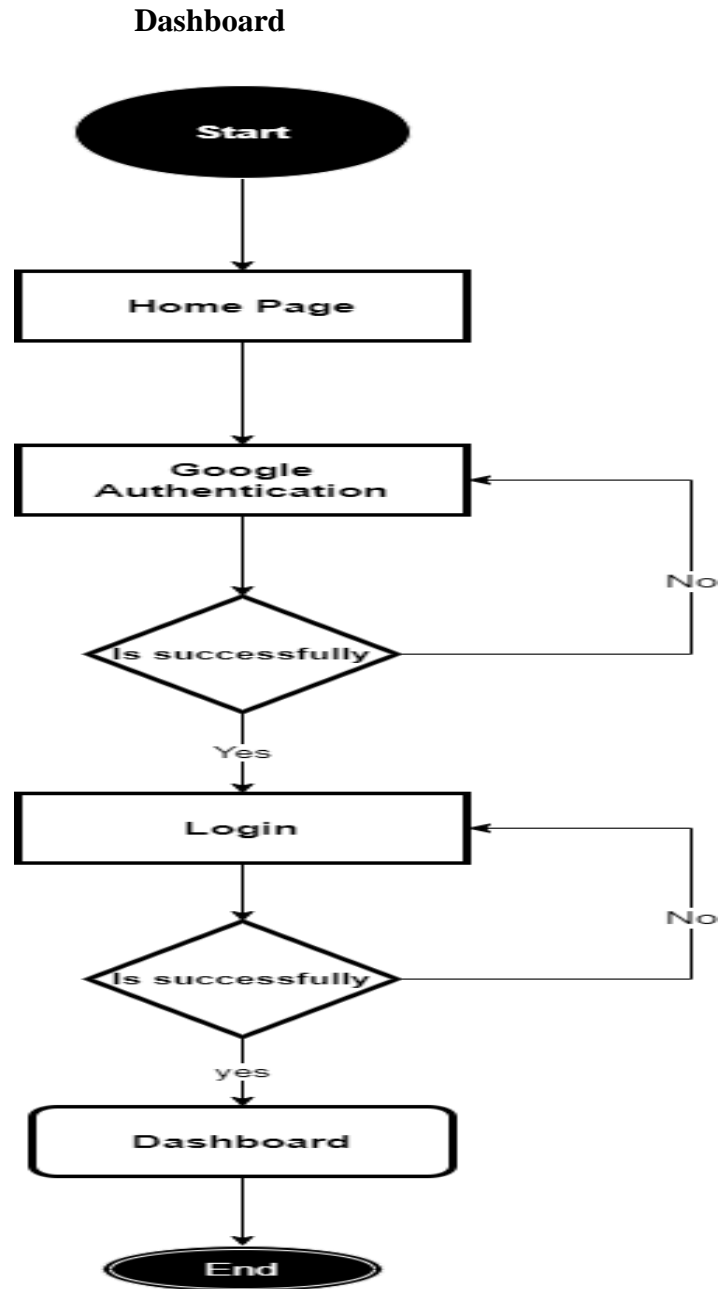 Dashboard
Start
Home Page
Google
Authentication
No
Is successfully
Yes
Login
No
Is successfully
yes
Dashboard
End